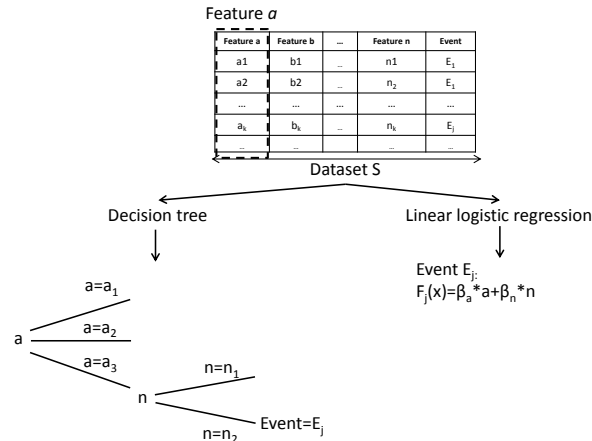 Feature a
Feature a Feature b ... Feature n Event
a1 b1 .. n1 E₁
a2 b2 .. n₂ E₁
... ... ... ... ...
aₖ bₖ .. nₖ Eⱼ
... ... .. ... ...
Dataset S
Decision tree Linear logistic regression
Event Eⱼ:
Fⱼ(x)=βₐ*a+βₙ*n
a=a₁
a=a₂
a
a=a₃
n=n₁
n
n=n₂ Event=Eⱼ